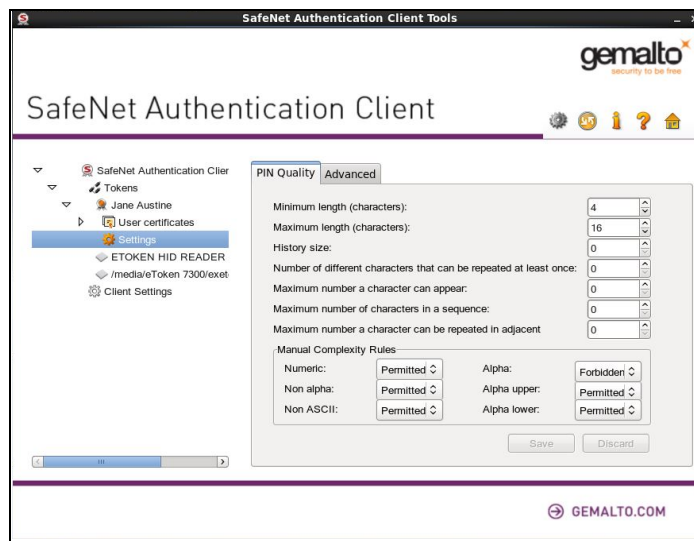 SafeNet Authentication Client Tools
gemalto
security to be free
SafeNet Authentication Client
SafeNet Authentication Clier
Tokens
Jane Austine
User certificates
Settings
ETOKEN HID READER
/media/eToken 7300/exet
Client Settings
PIN Quality
Advanced
Minimum length (characters): 4
Maximum length (characters): 16
History size: 0
Number of different characters that can be repeated at least once: 0
Maximum number a character can appear: 0
Maximum number of characters in a sequence: 0
Maximum number a character can be repeated in adjacent 0
Manual Complexity Rules
Numeric: Permitted Alpha: Forbidden
Non alpha: Permitted Alpha upper: Permitted
Non ASCII: Permitted Alpha lower: Permitted
Save Discard
GEMALTO.COM